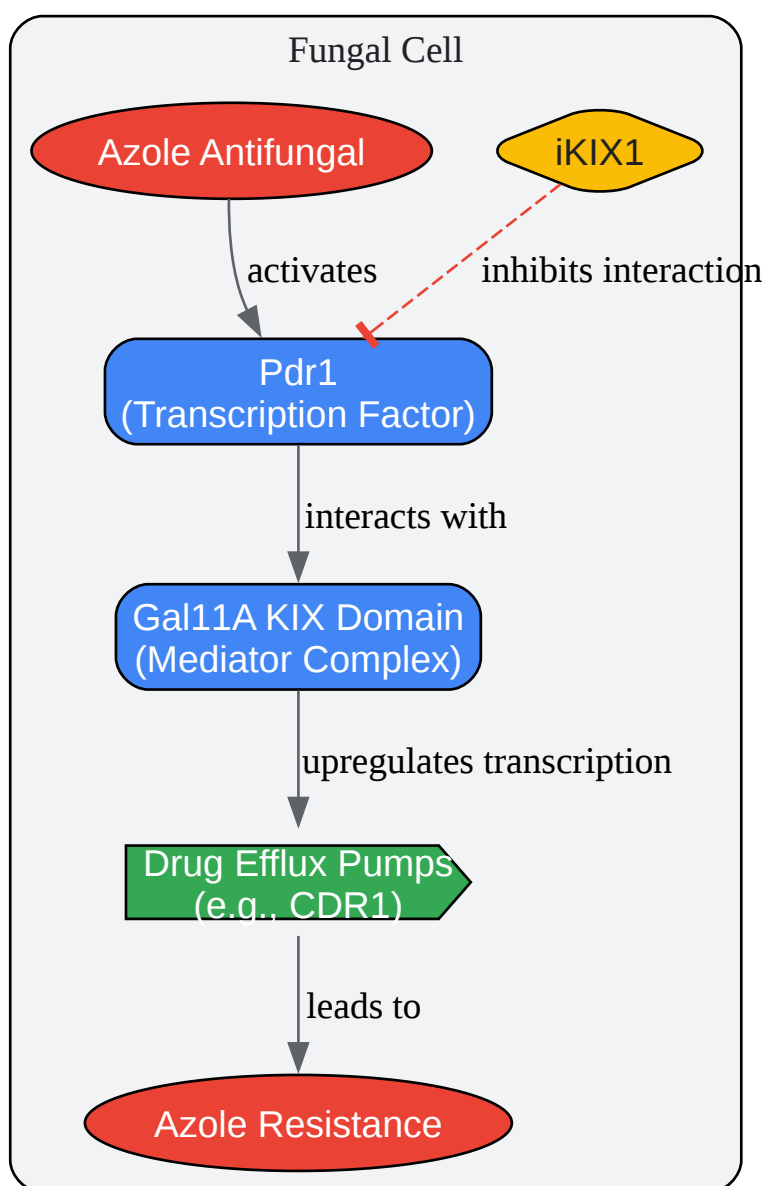 Fungal Cell
Azole Antifungal
iKIX1
activates
inhibits interaction
Pdr1
(Transcription Factor)
interacts with
Gal11A KIX Domain
(Mediator Complex)
upregulates transcription
Drug Efflux Pumps
(e.g., CDR1)
leads to
Azole Resistance